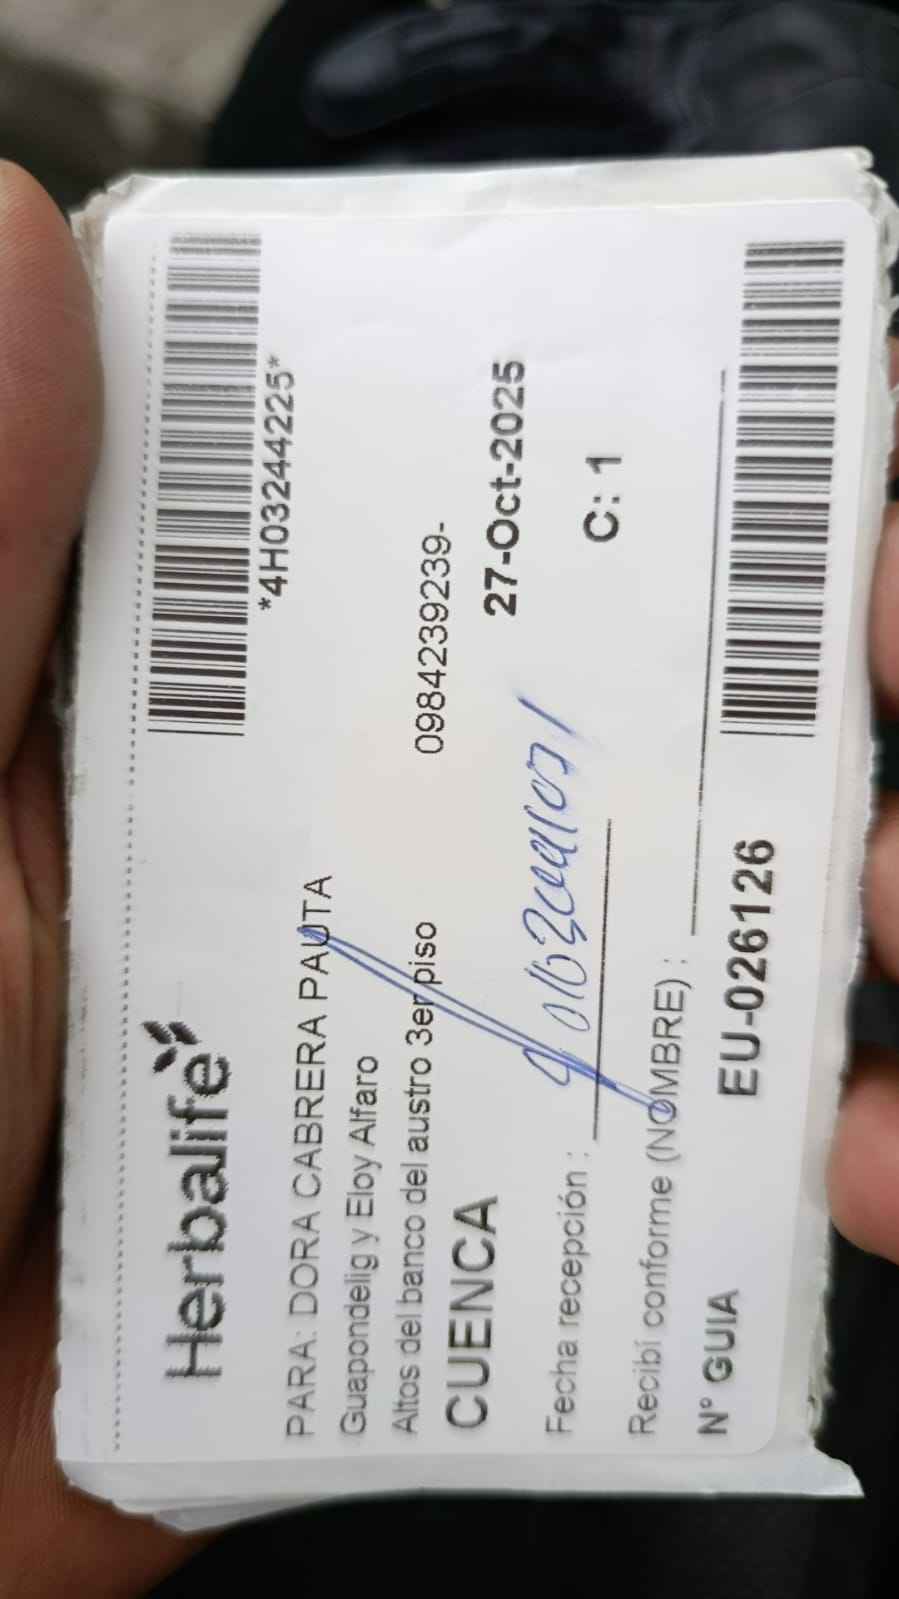 Herbalife
*4H03244225*
PARA: DORA CABRERA PAUTA
Guapondelig y Eloy Alfaro
Altos del banco del austro 3er piso
0984239239-
CUENCA
27-Oct-2025
Fecha recepción :
C: 1
Recibí conforme (NOMBRE) :
N° GUIA
EU-026126